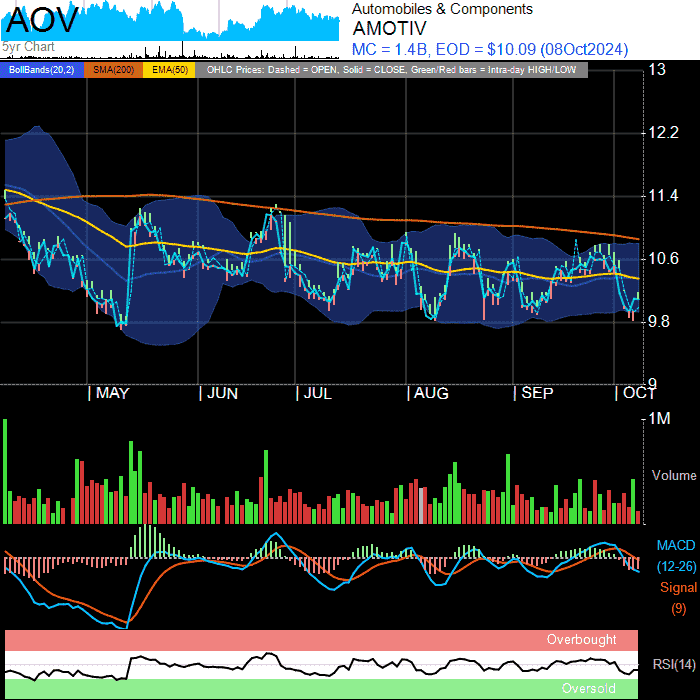 AOV
5yr Chart
Automobiles & Components
AMOTIV
MC = 1.4B, EOD = $10.09 (08Oct2024)
BollBands(20,2) SMA(200) EMA(50) OHLC Prices: Dashed = OPEN, Solid = CLOSE, Green/Red bars = Intra-day HIGH/LOW
13
12.2
11.4
10.6
9.8
9
| MAY | JUN | JUL | AUG | SEP | OCT
1M
Volume
MACD
(12-26)
Signal
(9)
Overbought
RSI(14)
Oversold